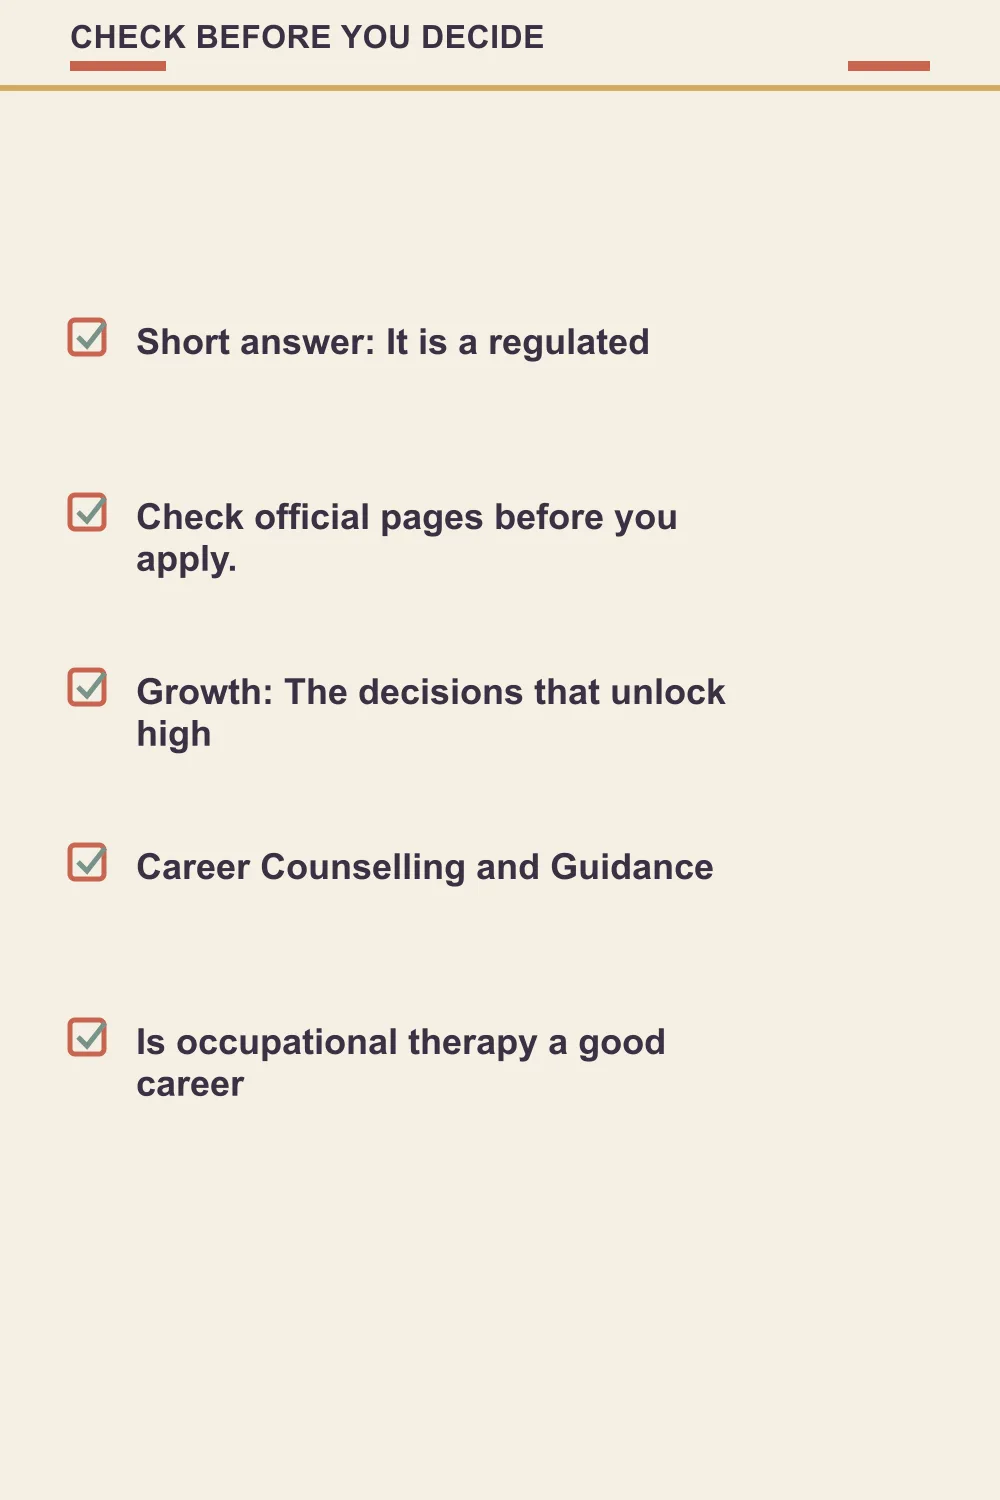 CHECK BEFORE YOU DECIDE
Short answer: It is a regulated
Check official pages before you
apply.
Growth: The decisions that unlock
high
Career Counselling and Guidance
Is occupational therapy a good
career